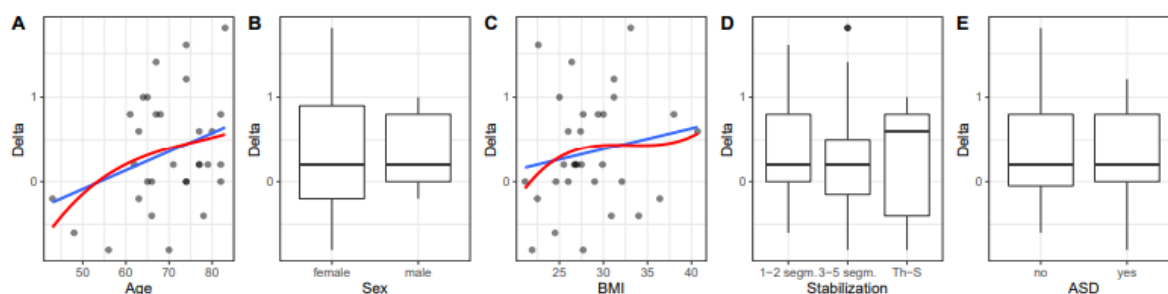 A B C D E
Delta Delta Delta Delta Delta
1 1 1 1 1
0 0 0 0 0
50 60 70 80 female male 25 30 35 40 1−2 segm. 3−5 segm. Th−S no yes
Age Sex BMI Stabilization ASD